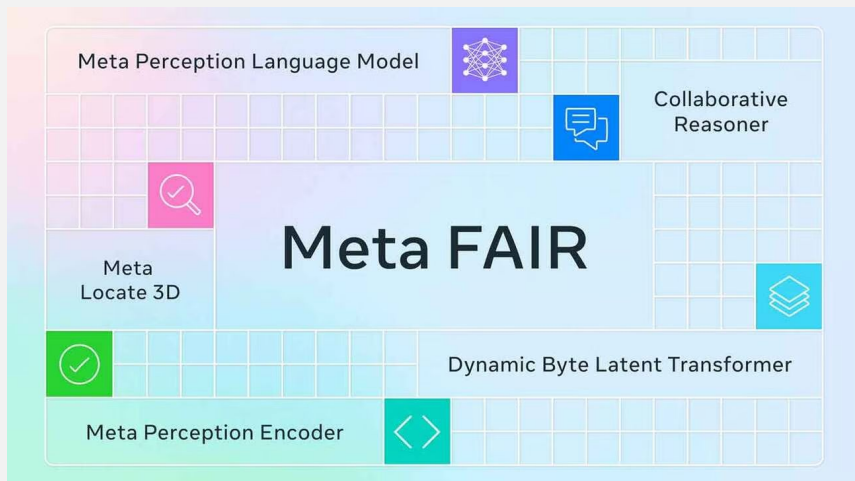 Meta Perception Language Model
Collaborative
Reasoner
Meta FAIR
Meta
Locate 3D
Dynamic Byte Latent Transformer
Meta Perception Encoder